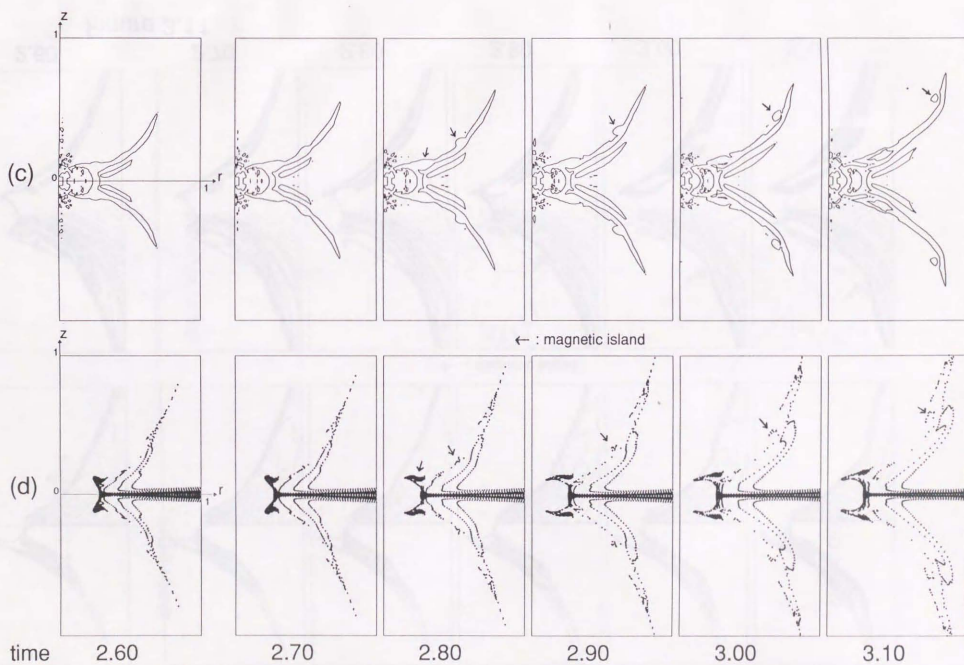 z
1
(c)
0
1
r
← : magnetic island
z
1
(d)
0
1
r
time 2.60 2.70 2.80 2.90 3.00 3.10